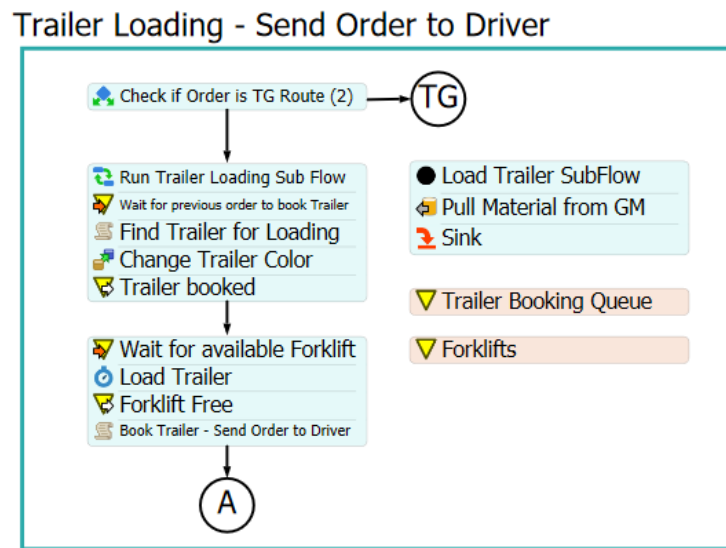 Trailer Loading - Send Order to Driver
Check if Order is TG Route (2)
TG
Run Trailer Loading Sub Flow
Wait for previous order to book Trailer
Find Trailer for Loading
Change Trailer Color
Trailer booked
Load Trailer SubFlow
Pull Material from GM
Sink
Trailer Booking Queue
Forklifts
Wait for available Forklift
Load Trailer
Forklift Free
Book Trailer - Send Order to Driver
A